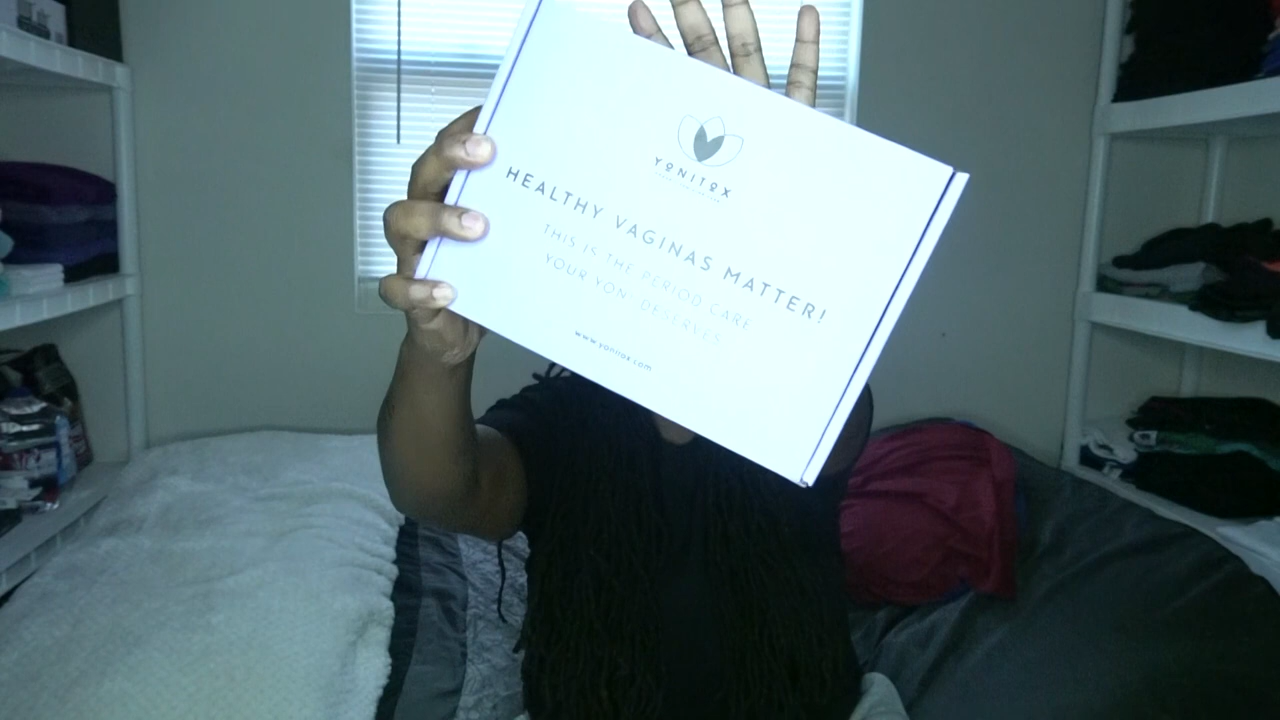 YONITOX
HEALTHY VAGINAS MATTER!
THIS IS THE PERIOD CARE
YOUR YONI DESERVES
www.yonitox.com